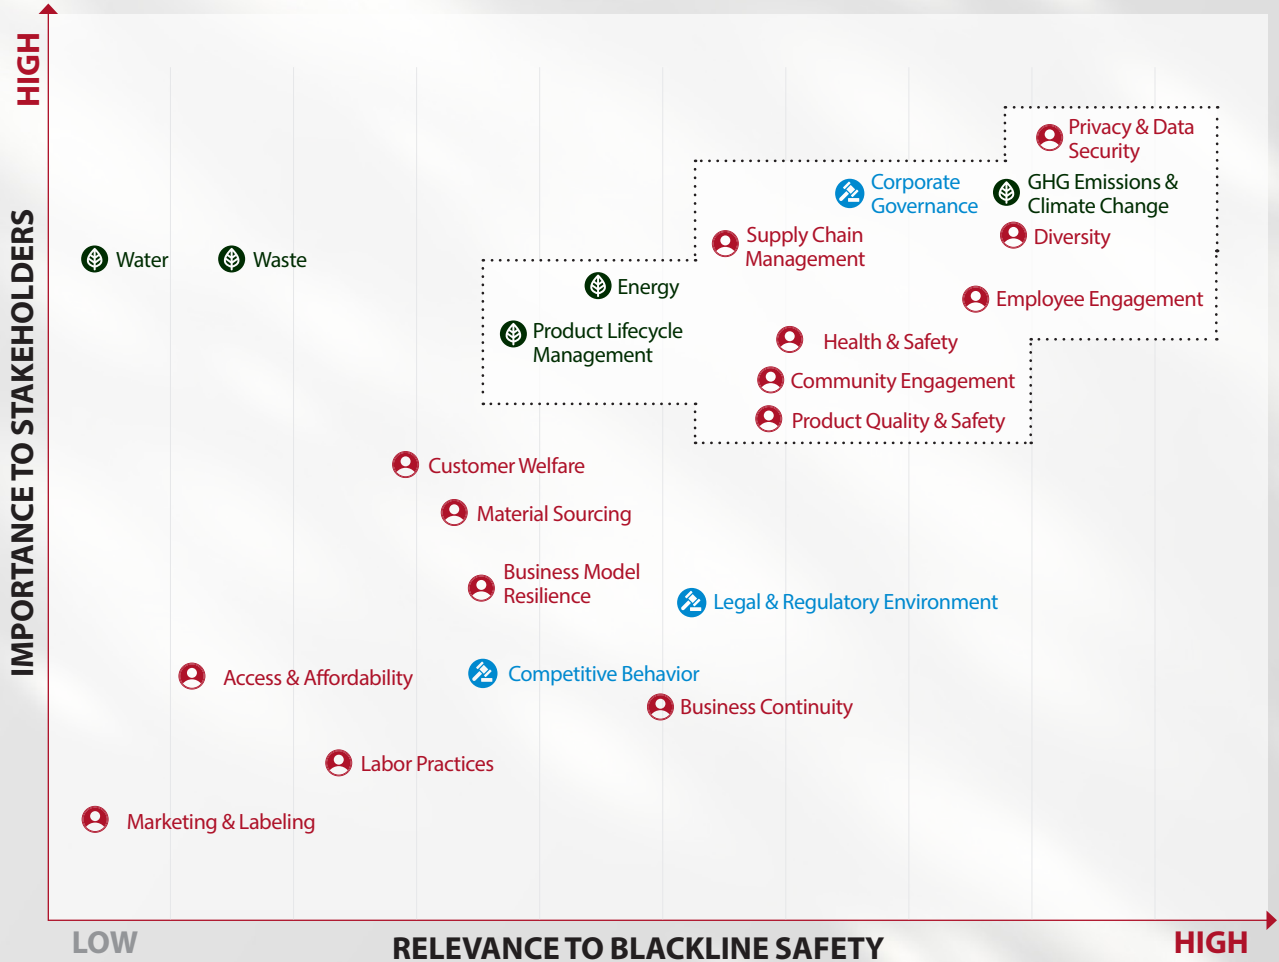 HIGH
IMPORTANCE TO STAKEHOLDERS
Privacy & Data
Security
Corporate
Governance
GHG Emissions &
Climate Change
Supply Chain
Management
Diversity
Water
Waste
Energy
Employee Engagement
Product Lifecycle
Management
Health & Safety
Community Engagement
Product Quality & Safety
Customer Welfare
Material Sourcing
Business Model
Resilience
Legal & Regulatory Environment
Access & Affordability
Competitive Behavior
Business Continuity
Labor Practices
Marketing & Labeling
LOW
RELEVANCE TO BLACKLINE SAFETY
HIGH